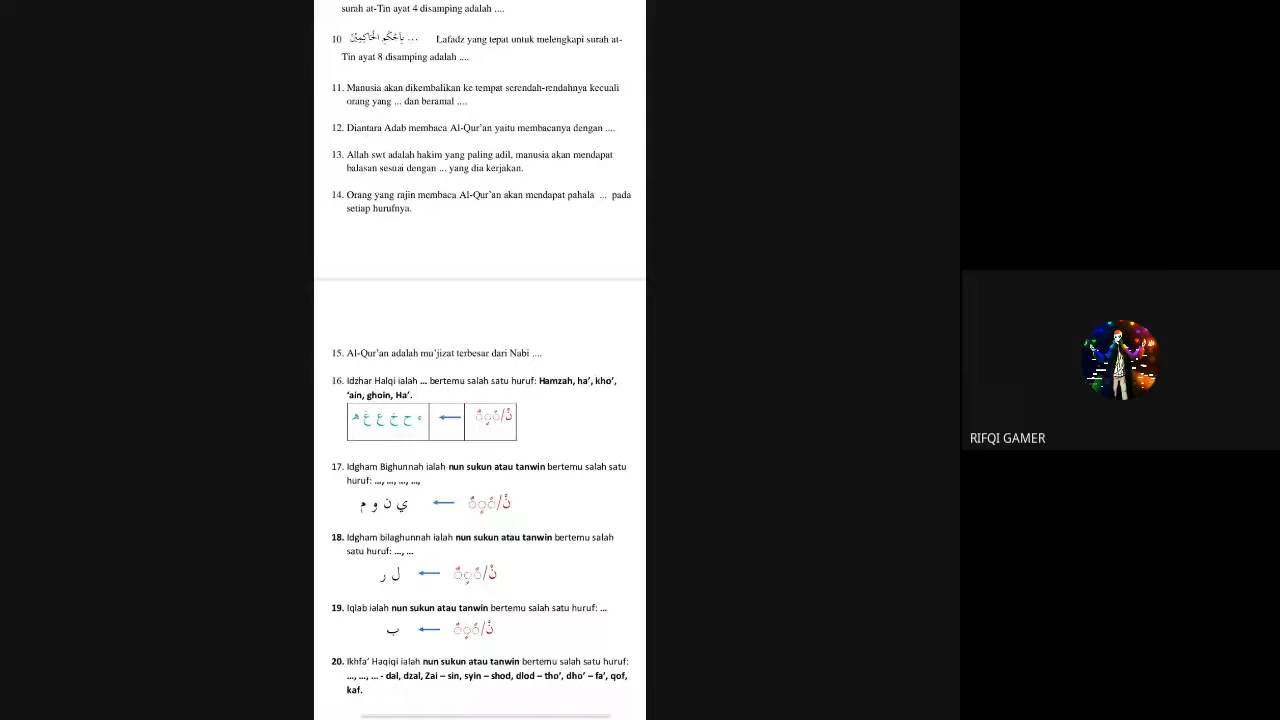 surah at-Tin ayat 4 disamping adalah ....
10 ... بِاَحْكَمِ الْحَاكِمِيْنَ Lafadz yang tepat untuk melengkapi surah at-
Tin ayat 8 disamping adalah ....
11. Manusia akan dikembalikan ke tempat serendah-rendahnya kecuali
orang yang ... dan beramal ....
12. Diantara Adab membaca Al-Qur'an yaitu membacanya dengan ....
13. Allah swt adalah hakim yang paling adil, manusia akan mendapat
balasan sesuai dengan ... yang dia kerjakan.
14. Orang yang rajin membaca Al-Qur'an akan mendapat pahala ... pada
setiap hurufnya.
15. Al-Qur'an adalah mu'jizat terbesar dari Nabi ....
16. Idzhar Halqi ialah ... bertemu salah satu huruf: Hamzah, ha', kho',
'ain, ghoin, Ha'.
نْ/ ًٍ ٌ ← ء ح خ ع غ ه
17. Idgham Bighunnah ialah nun sukun atau tanwin bertemu salah satu
huruf: ..., ..., ..., ...,
نْ/ ًٍ ٌ ← ي ن و م
18. Idgham bilaghunnah ialah nun sukun atau tanwin bertemu salah
satu huruf: ..., ...
نْ/ ًٍ ٌ ← ل ر
19. Iqlab ialah nun sukun atau tanwin bertemu salah satu huruf: ...
نْ/ ًٍ ٌ ← ب
20. Ikhfa' Haqiqi ialah nun sukun atau tanwin bertemu salah satu huruf:
..., ..., ... - dal, dzal, Zai – sin, syin – shod, dlod – tho', dho' – fa', qof,
kaf.
RIFQI GAMER